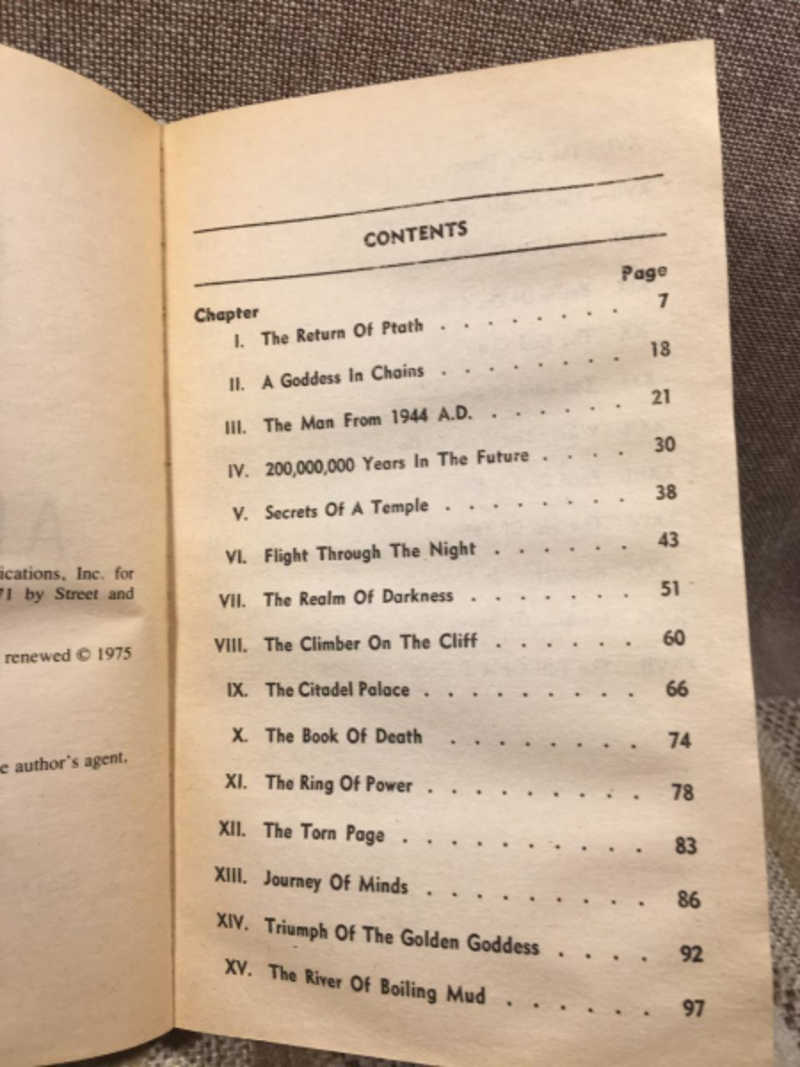 ications, Inc. for
71 by Street and
renewed © 1975
e author's agent.
CONTENTS
Chapter Page
I. The Return Of Ptath . . . . . . . . 7
II. A Goddess In Chains . . . . . . . . 18
III. The Man From 1944 A.D. . . . . . . 21
IV. 200,000,000 Years In The Future . . . . 30
V. Secrets Of A Temple . . . . . . . . 38
VI. Flight Through The Night . . . . . . 43
VII. The Realm Of Darkness . . . . . . . 51
VIII. The Climber On The Cliff . . . . . . 60
IX. The Citadel Palace . . . . . . . . . 66
X. The Book Of Death . . . . . . . . 74
XI. The Ring Of Power . . . . . . . . . 78
XII. The Torn Page . . . . . . . . . . 83
XIII. Journey Of Minds . . . . . . . . . 86
XIV. Triumph Of The Golden Goddess . . . . 92
XV. The River Of Boiling Mud . . . . . . 97